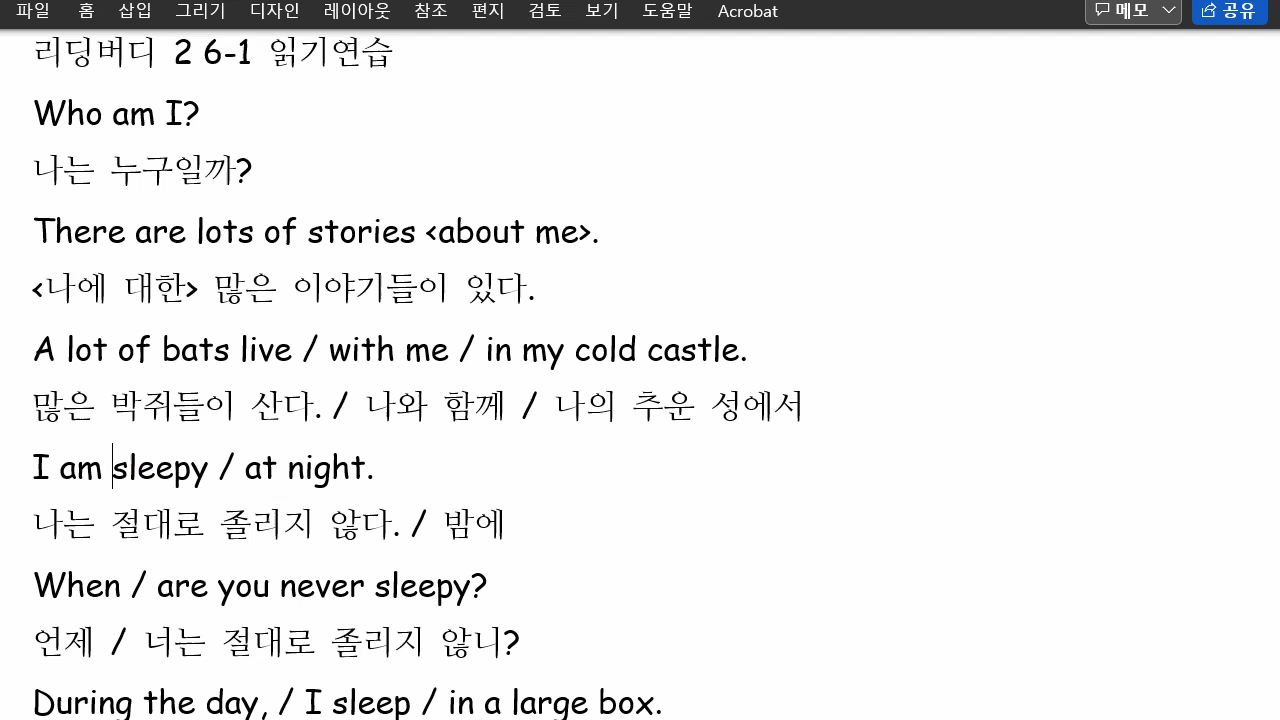 파일 홈 삽입 그리기 디자인 레이아웃 참조 편지 검토 보기 도움말 Acrobat 메모 공유
리딩버디 2 6-1 읽기연습
Who am I?
나는 누구일까?
There are lots of stories <about me>.
<나에 대한> 많은 이야기들이 있다.
A lot of bats live / with me / in my cold castle.
많은 박쥐들이 산다. / 나와 함께 / 나의 추운 성에서
I am sleepy / at night.
나는 절대로 졸리지 않다. / 밤에
When / are you never sleepy?
언제 / 너는 절대로 졸리지 않니?
During the day, / I sleep / in a large box.